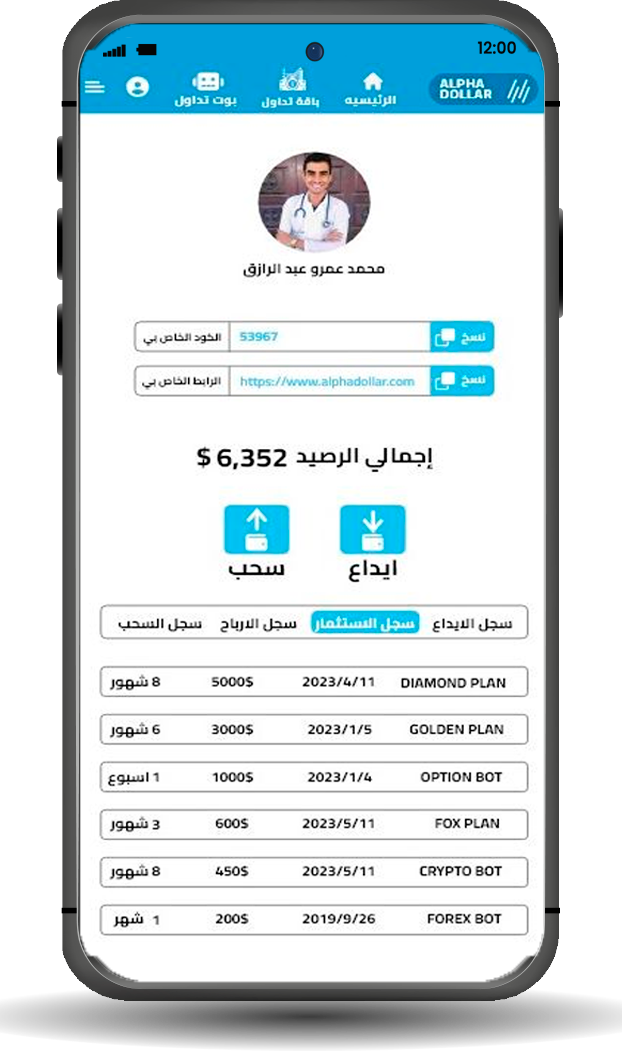 12:00
ALPHA DOLLAR
الرئيسيه
باقة تداول
بوت تداول
محمد عمرو عبد الرازق
الخود الخاص بي 53967 نسخ
الرابط الخاص بي https://www.alphadollar.com نسخ
إجمالي الرصيد 6,352 $
ايداع
سحب
سجل الايداع سجل الاستثمار سجل الارباح سجل السحب
DIAMOND PLAN 2023/4/11 5000$ 8 شهور
GOLDEN PLAN 2023/1/5 3000$ 6 شهور
OPTION BOT 2023/1/4 1000$ 1 اسبوع
FOX PLAN 2023/5/11 600$ 3 شهور
CRYPTO BOT 2023/5/11 450$ 8 شهور
FOREX BOT 2019/9/26 200$ 1 شهر